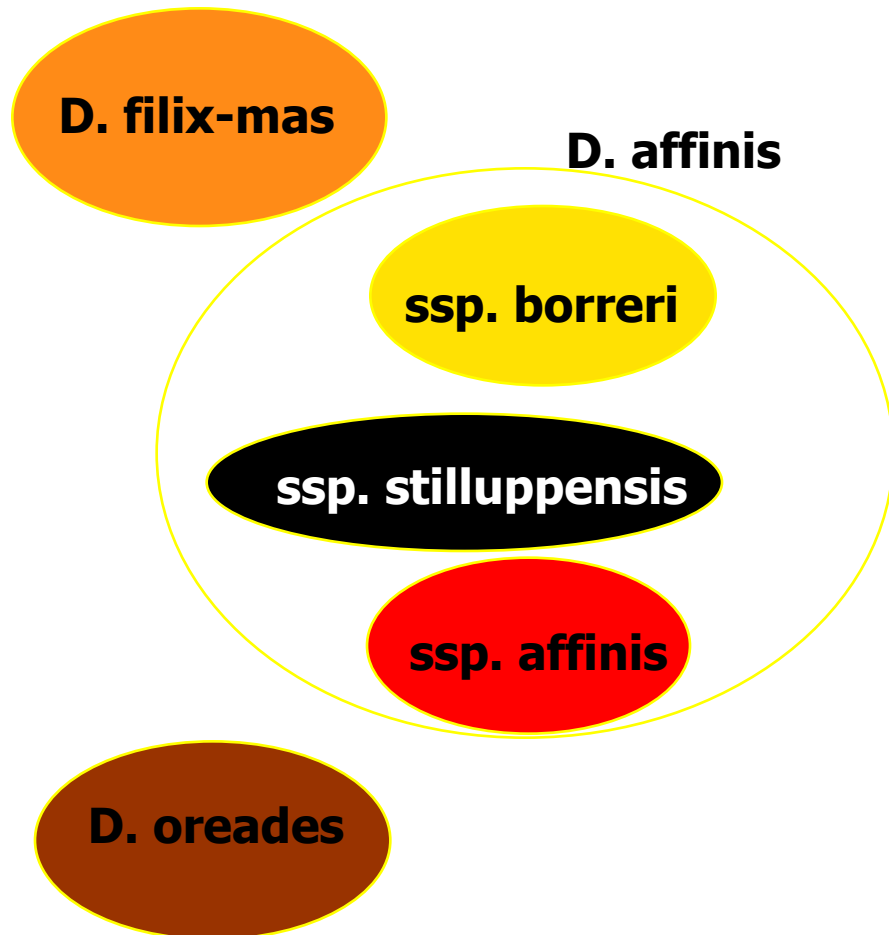 D. filix-mas
D. affinis
ssp. borreri
ssp. stilluppensis
ssp. affinis
D. oreades